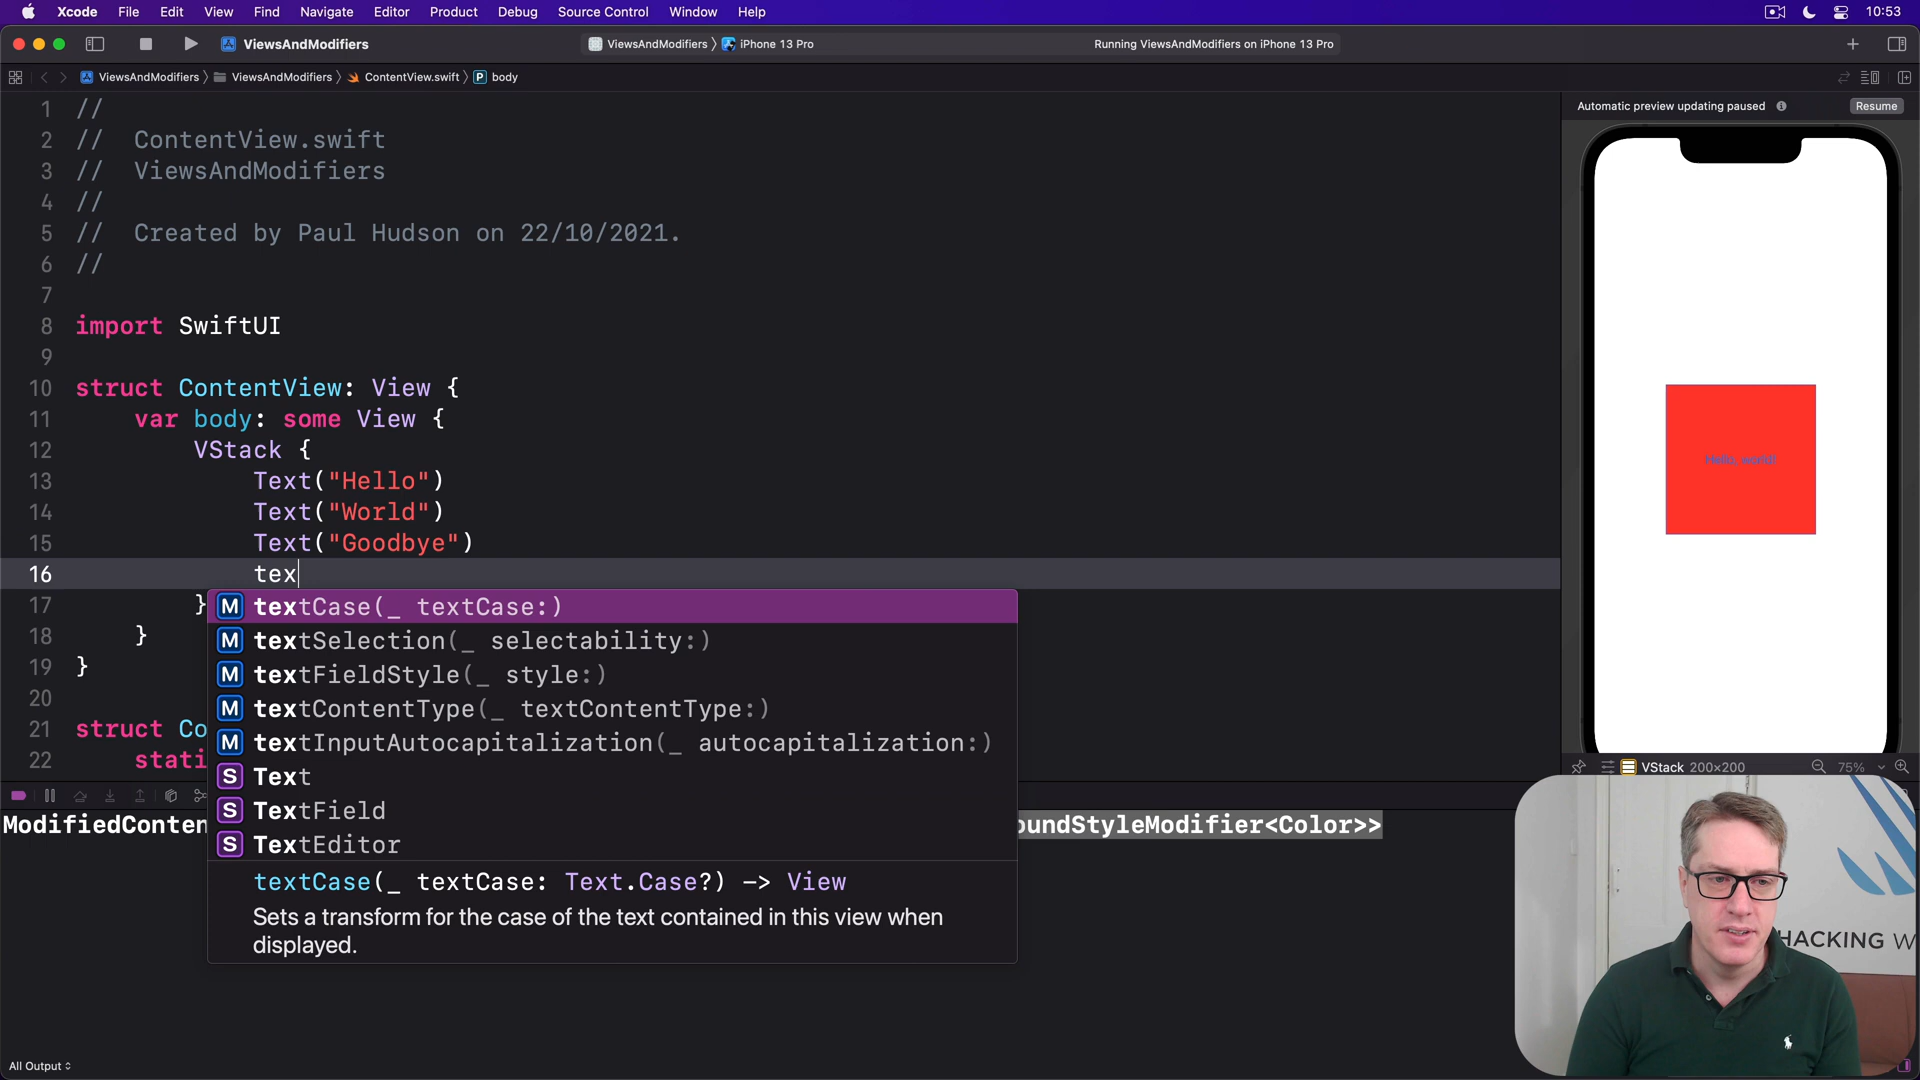 Xcode File Edit View Find Navigate Editor Product Debug Source Control Window Help 10:53
ViewsAndModifiers ViewsAndModifiers iPhone 13 Pro Running ViewsAndModifiers on iPhone 13 Pro
ViewsAndModifiers ViewsAndModifiers ContentView.swift P body
Automatic preview updating paused Resume
1 //
2 // ContentView.swift
3 // ViewsAndModifiers
4 //
5 // Created by Paul Hudson on 22/10/2021.
6 //
7
8 import SwiftUI
9
10 struct ContentView: View {
11 var body: some View {
12 VStack {
13 Text("Hello")
14 Text("World")
15 Text("Goodbye")
16 tex
17 }
18 }
19 }
20
21 struct Co
22 stati
M textCase(_ textCase:)
M textSelection(_ selectability:)
M textFieldStyle(_ style:)
M textContentType(_ textContentType:)
M textInputAutocapitalization(_ autocapitalization:)
S Text
S TextField
S TextEditor
textCase(_ textCase: Text.Case?) -> View
Sets a transform for the case of the text contained in this view when
displayed.
Hello, world!
VStack 200×200 75%
ModifiedConten oundStyleModifier<Color>>
HACKING W
All Output